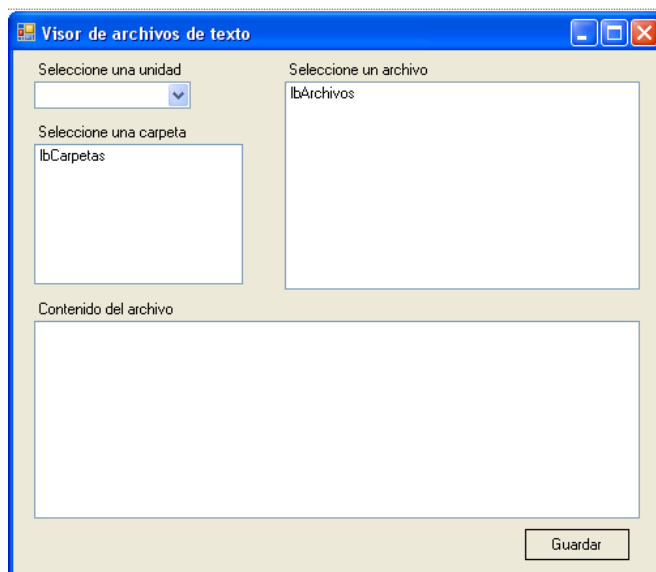 Visor de archivos de texto
Seleccione una unidad
Seleccione un archivo
lbArchivos
Seleccione una carpeta
lbCarpetas
Contenido del archivo
Guardar